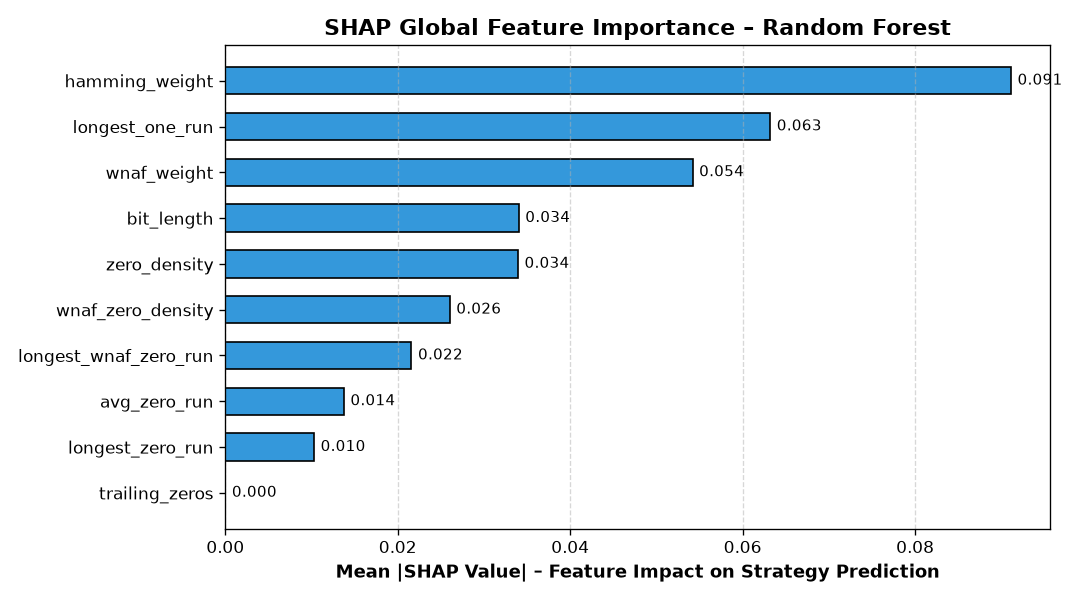 SHAP Global Feature Importance – Random Forest
hamming_weight 0.091
longest_one_run 0.063
wnaf_weight 0.054
bit_length 0.034
zero_density 0.034
wnaf_zero_density 0.026
longest_wnaf_zero_run 0.022
avg_zero_run 0.014
longest_zero_run 0.010
trailing_zeros 0.000
0.00 0.02 0.04 0.06 0.08
Mean |SHAP Value| – Feature Impact on Strategy Prediction